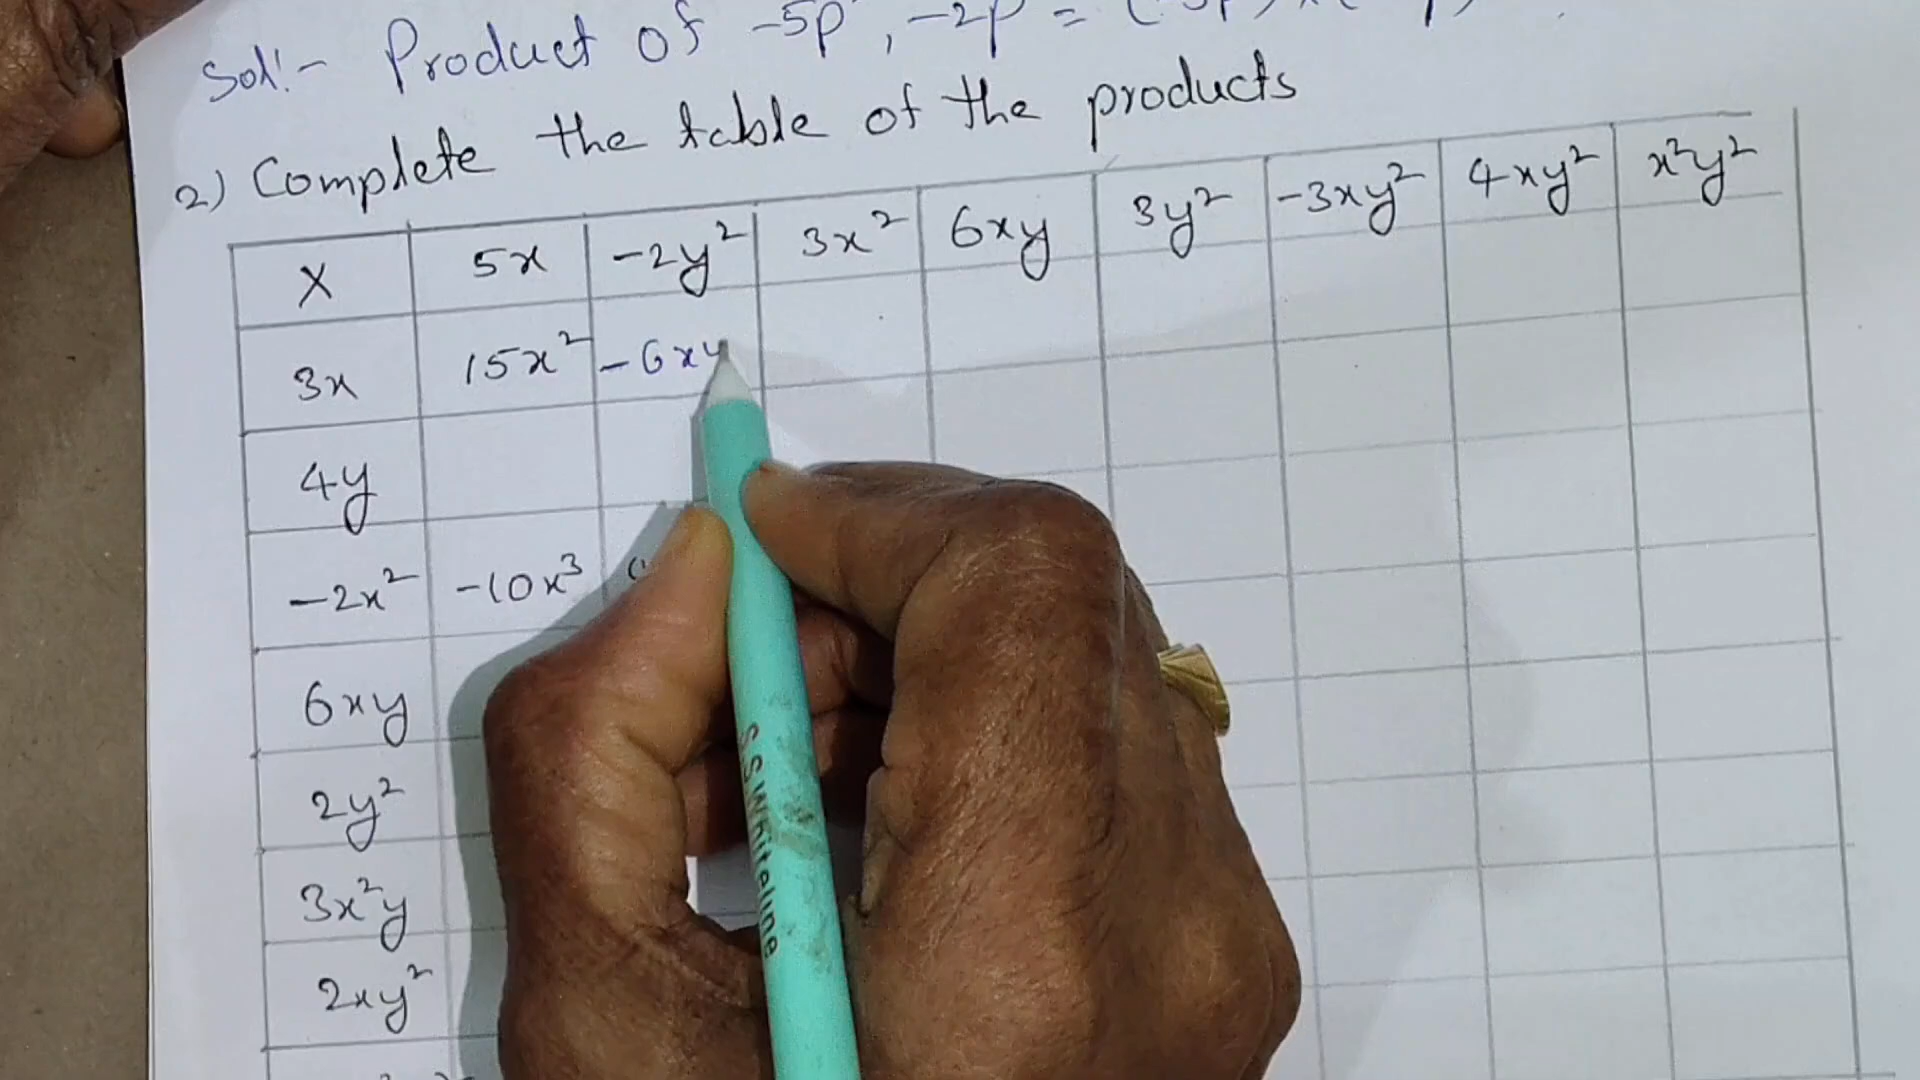 Sol:- Product of -5p , -2p =
2) Complete the table of the products
X 5x -2y² 3x² 6xy 3y² -3xy² 4xy² x²y²
3x 15x² -6xy
4y
-2x² -10x³
6xy
2y²
3x²y
2xy²
S.S.Whiteline